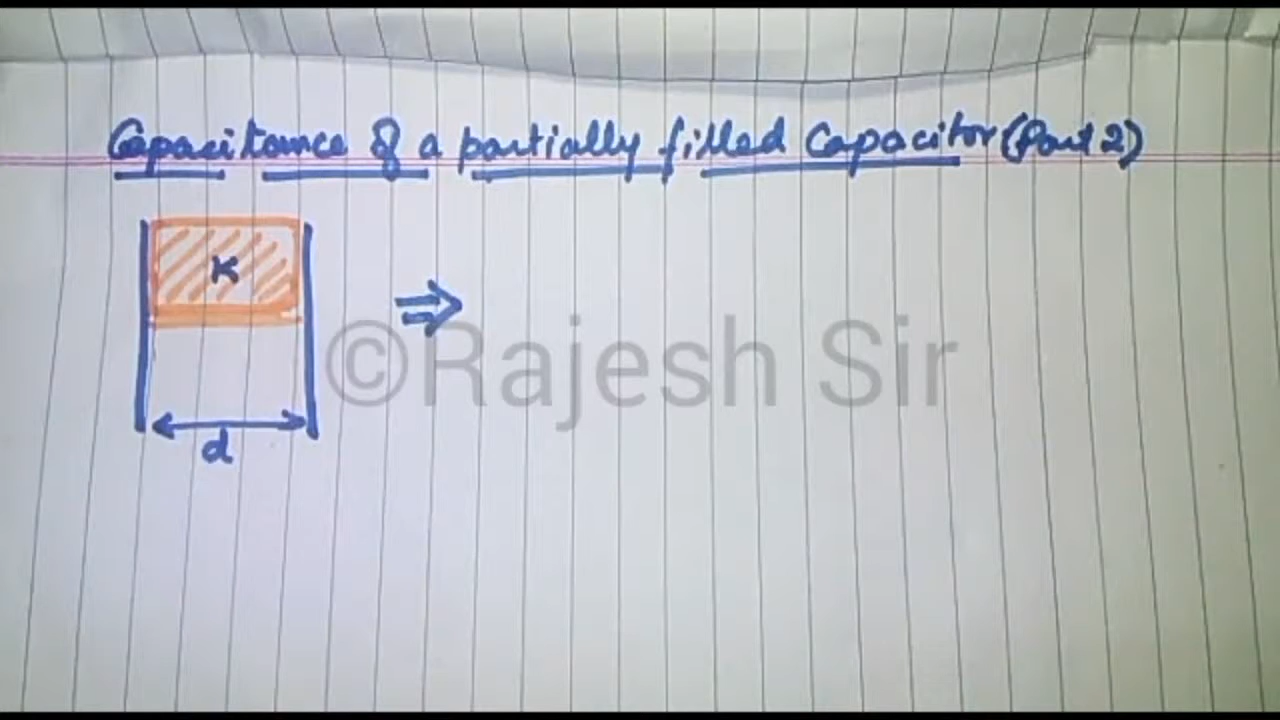 Capacitance of a partially filled Capacitor (Part 2)
K
⇒
©Rajesh Sir
d